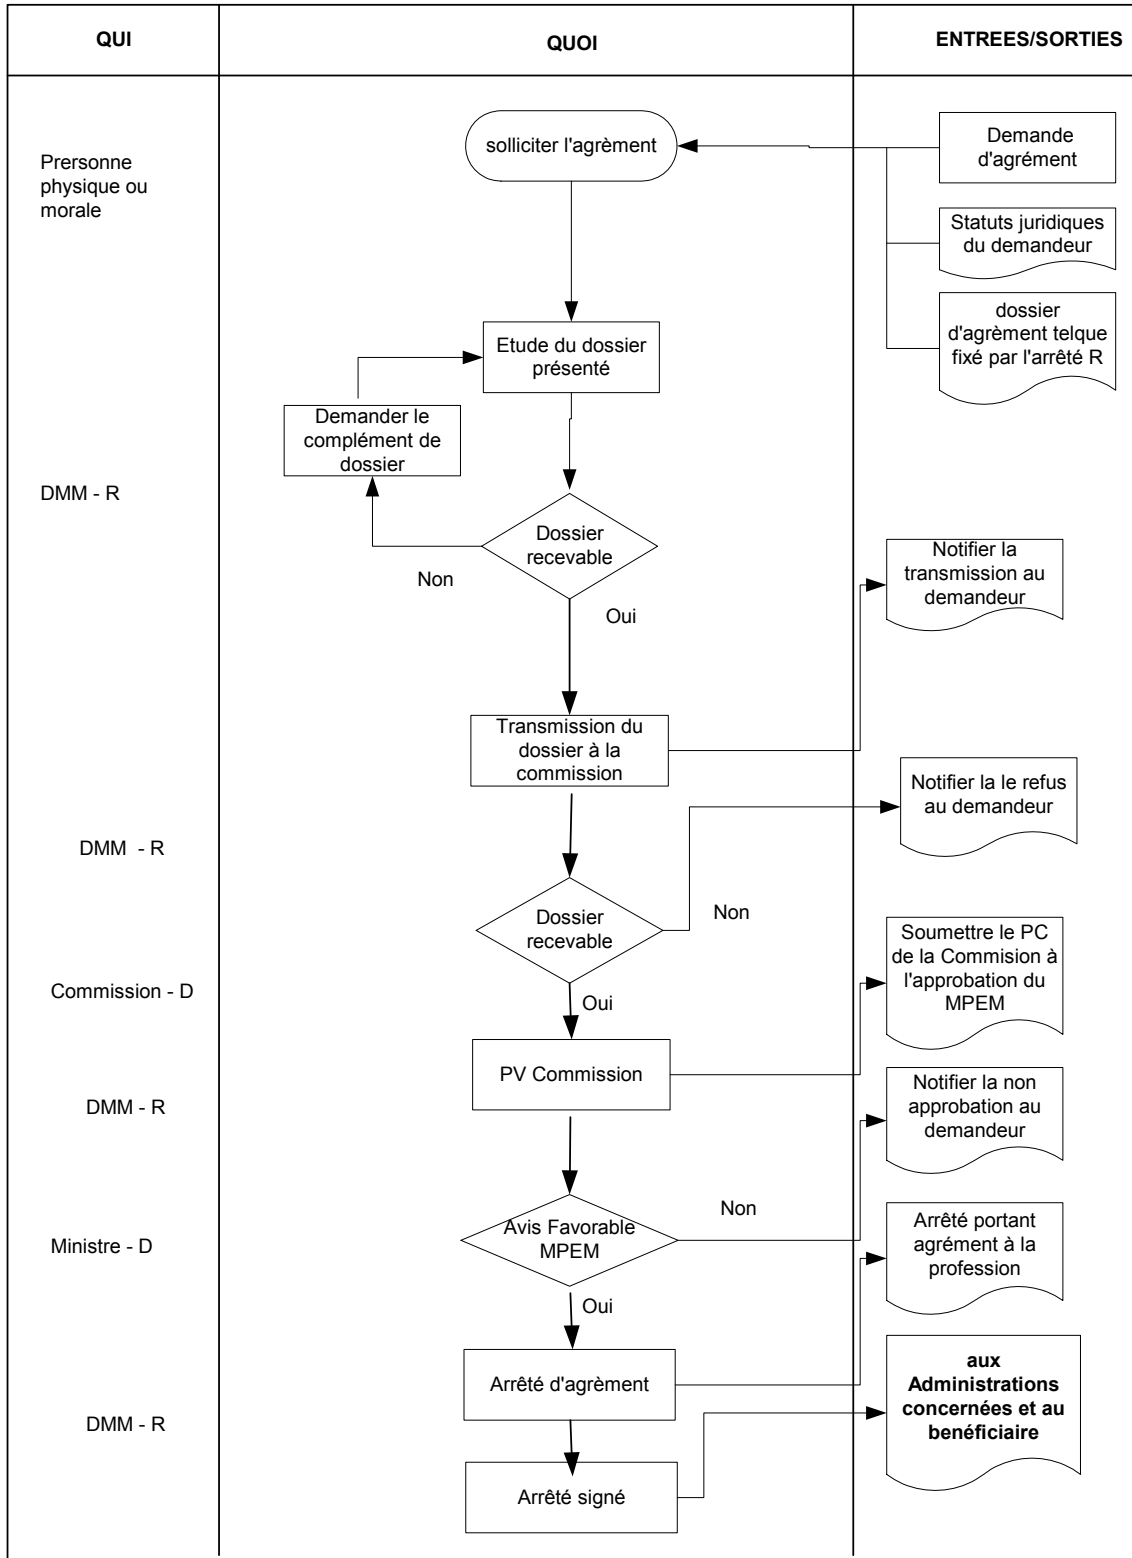 QUI
QUOI
ENTREES/SORTIES
Prersonne
physique ou
morale
solliciter l'agrèment
Demande
d'agrément
Statuts juridiques
du demandeur
dossier
d'agrèment telque
fixé par l'arrêté R
Etude du dossier
présenté
Demander le
complément de
dossier
DMM - R
Dossier
recevable
Non
Oui
Notifier la
transmission au
demandeur
Transmission du
dossier à la
commission
Notifier la le refus
au demandeur
DMM - R
Dossier
recevable
Non
Oui
Soumettre le PC
de la Commision à
l'approbation du
MPEM
Commission - D
PV Commission
Notifier la non
approbation au
demandeur
DMM - R
Avis Favorable
MPEM
Non
Oui
Ministre - D
Arrêté portant
agrément à la
profession
Arrêté d'agrèment
aux
Administrations
concernées et au
benéficiaire
DMM - R
Arrêté signé